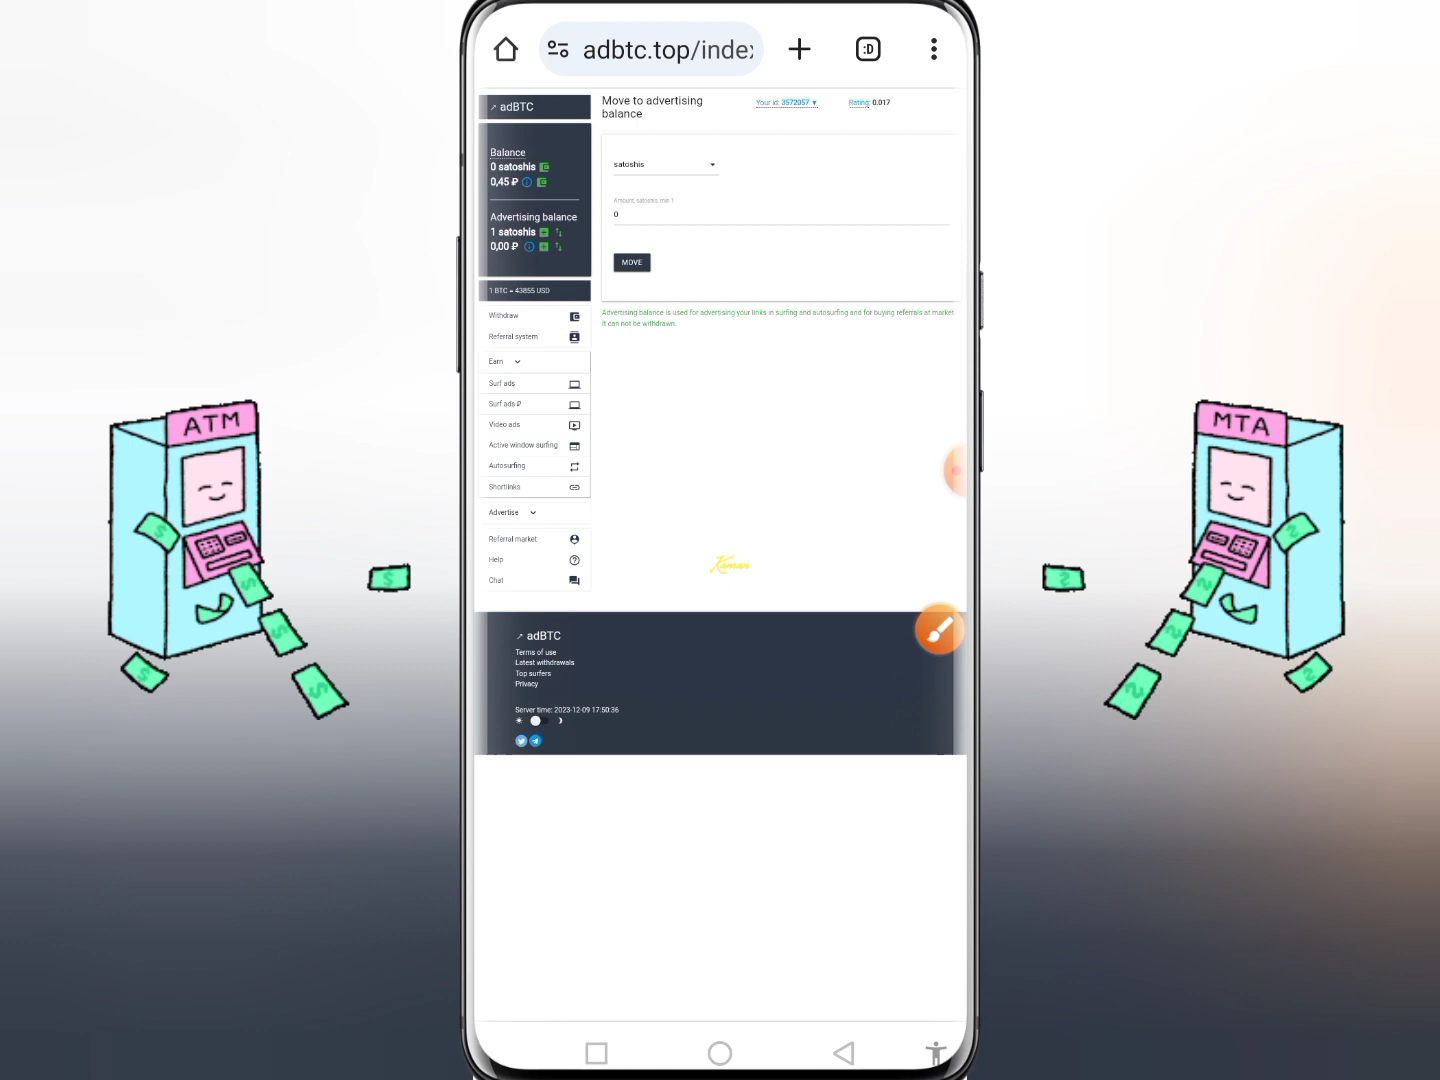 adbtc.top/index
:D
adBTC
Move to advertising
balance
Your id: 3572057 ▼
Rating: 0.017
Balance
0 satoshis
0,45 ₽
Advertising balance
1 satoshis
0,00 ₽
1 BTC = 43855 USD
satoshis
Amount, satoshis, min 1
0
MOVE
Advertising balance is used for advertising your links in surfing and autosurfing and for buying referrals at market
It can not be withdrawn.
Withdraw
Referral system
Earn
Surf ads
Surf ads ₽
Video ads
Active window surfing
Autosurfing
Shortlinks
Advertise
Referral market
Help
Chat
adBTC
Terms of use
Latest withdrawals
Top surfers
Privacy
Server time: 2023-12-09 17:50:36
ATM
MTA